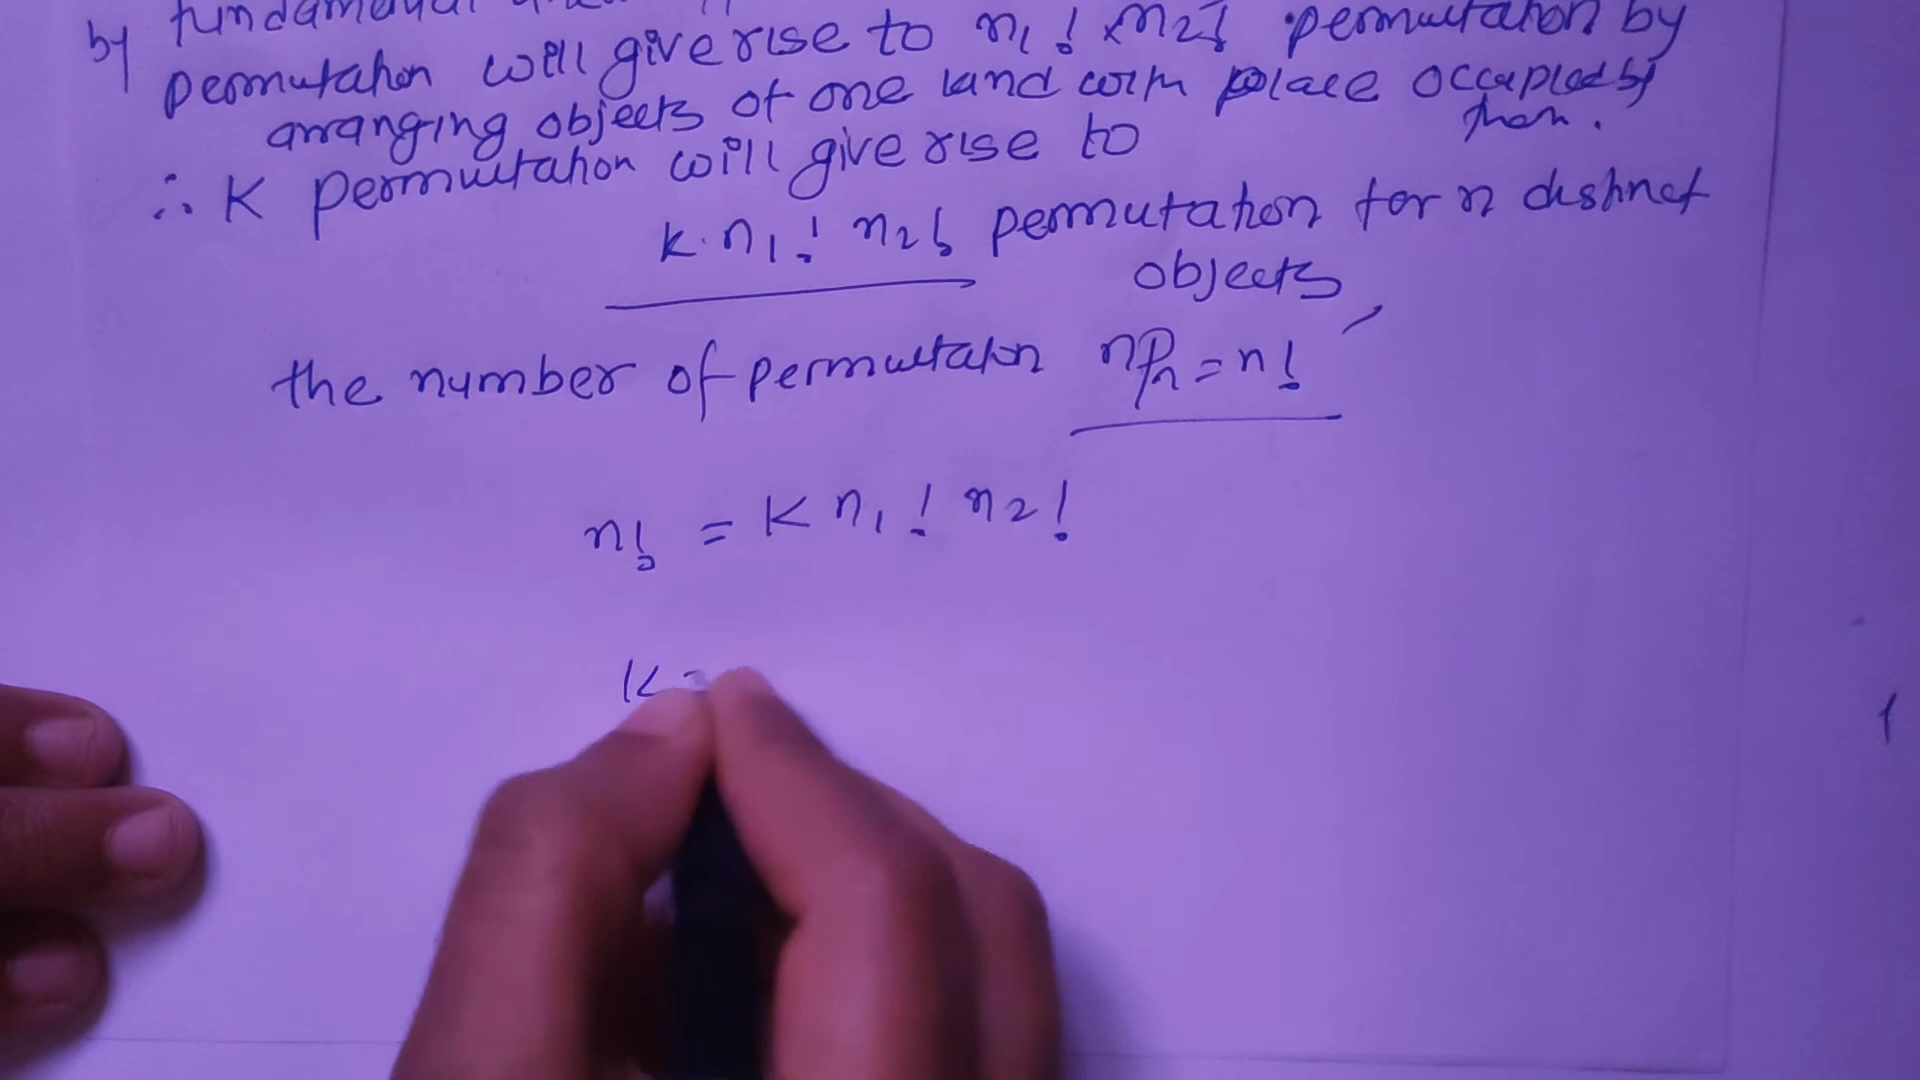 by fundamental
permutation will give rise to n₁! × n₂! permutation by
arranging objects of one kind with place occupied by
them.
∴ K permutation will give rise to
k·n₁! n₂! permutation for n distinct
objects,
the number of permutation nPn = n!
n! = K n₁! n₂!
K =